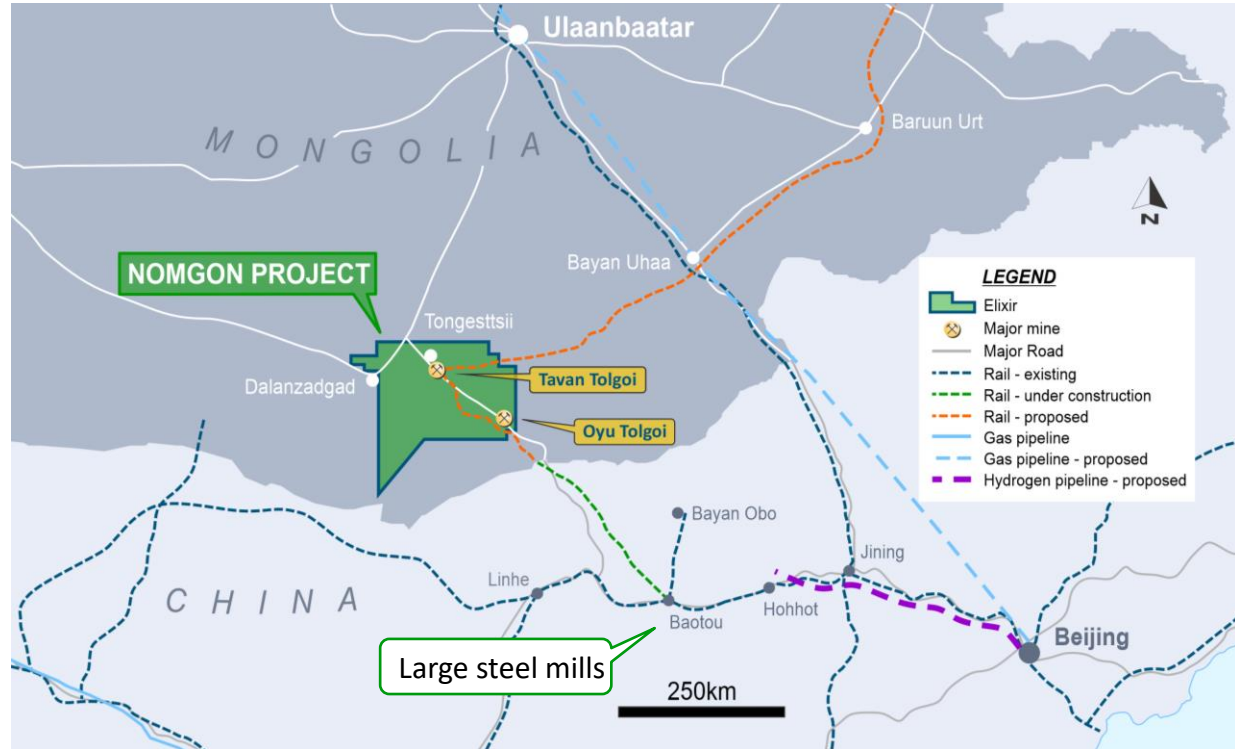 Ulaanbaatar
MONGOLIA
Baruun Urt
N
NOMGON PROJECT
Bayan Uhaa
Tongesttsii
Dalanzadgad
Tavan Tolgoi
Oyu Tolgoi
LEGEND
Elixir
Major mine
Major Road
Rail - existing
Rail - under construction
Rail - proposed
Gas pipeline
Gas pipeline - proposed
Hydrogen pipeline - proposed
Bayan Obo
Jining
Linhe
CHINA
Hohhot
Baotou
Beijing
Large steel mills
250km